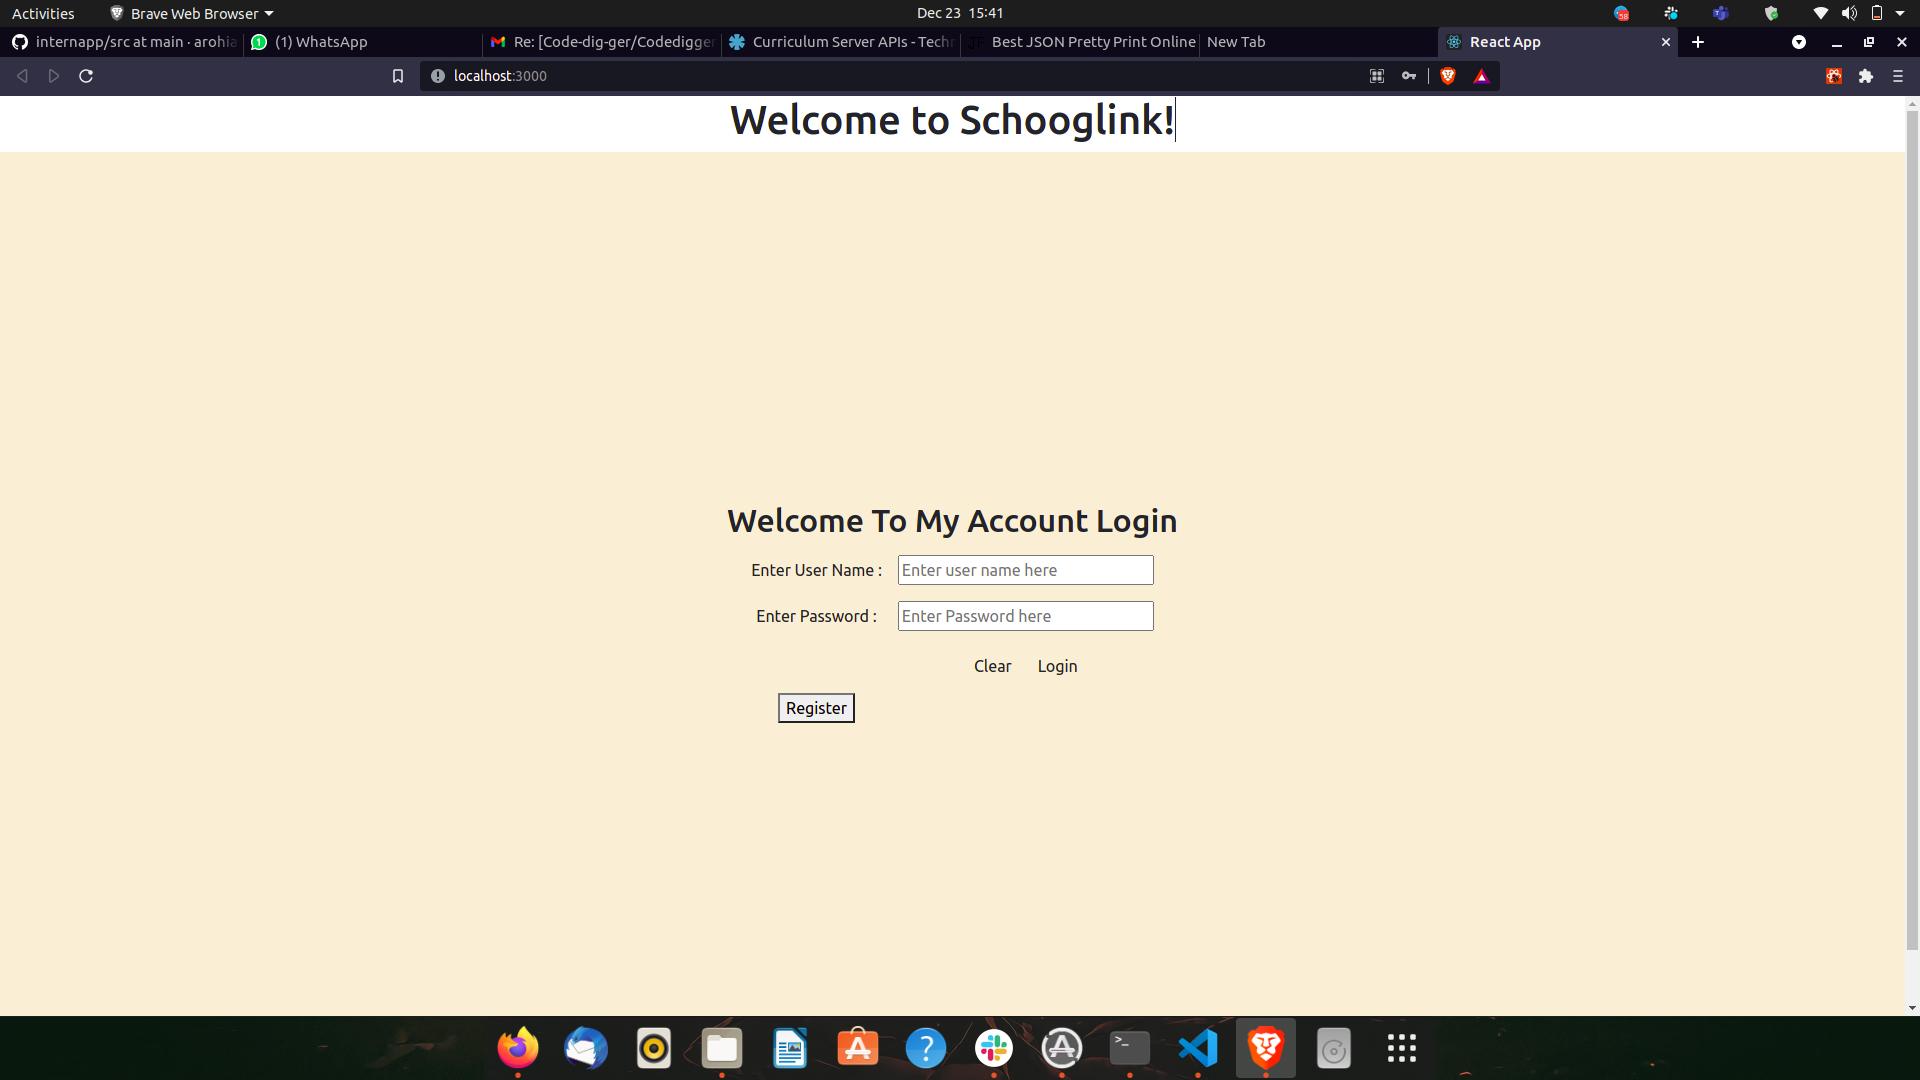 Activities
Brave Web Browser
Dec 23 15:41
58
internapp/src at main · arohia
(1) WhatsApp
Re: [Code-dig-ger/Codedigger
Curriculum Server APIs - Techn
Best JSON Pretty Print Online
New Tab
React App
localhost:3000
Welcome to Schooglink!
Welcome To My Account Login
Enter User Name :
Enter user name here
Enter Password :
Enter Password here
Clear
Login
Register